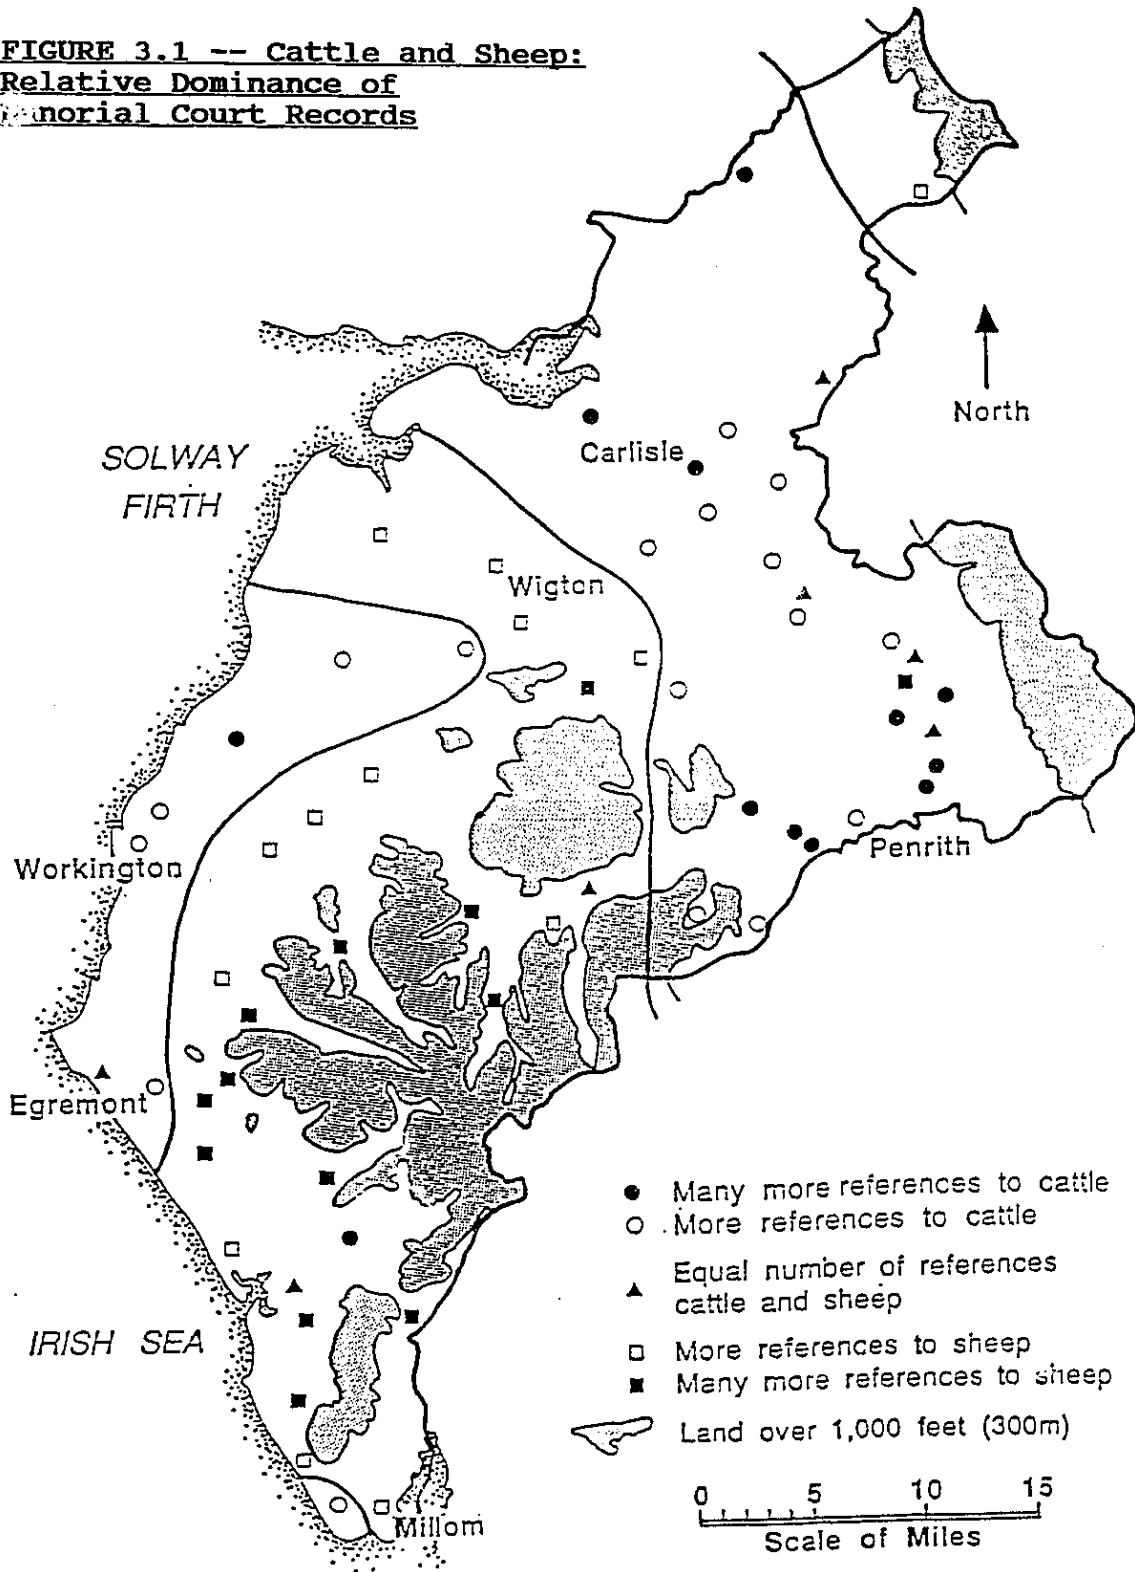 FIGURE 3.1 -- Cattle and Sheep:
Relative Dominance of
norial Court Records
North
SOLWAY
FIRTH
Carlisle
Wigton
Workington
Penrith
Egremont
IRISH SEA
Millom
Many more references to cattle
More references to cattle
Equal number of references
cattle and sheep
More references to sheep
Many more references to sheep
Land over 1,000 feet (300m)
0 5 10 15
Scale of Miles